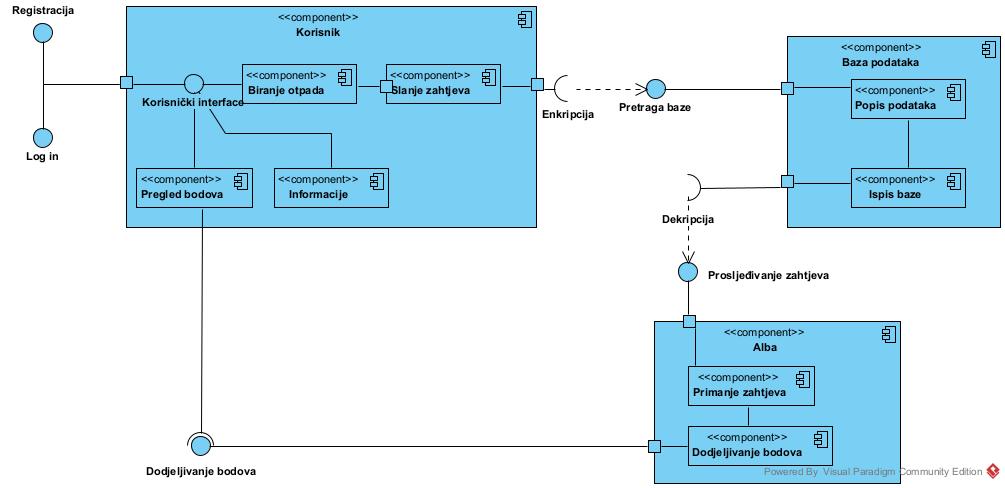 Registracija
Log in
<<component>>
Korisnik
Korisnički interface
<<component>>
Biranje otpada
<<component>>
Slanje zahtjeva
<<component>>
Pregled bodova
<<component>>
Informacije
Enkripcija
Pretraga baze
<<component>>
Baza podataka
<<component>>
Popis podataka
<<component>>
Ispis baze
Dekripcija
Prosljeđivanje zahtjeva
<<component>>
Alba
<<component>>
Primanje zahtjeva
<<component>>
Dodjeljivanje bodova
Dodjeljivanje bodova
Powered By Visual Paradigm Community Edition